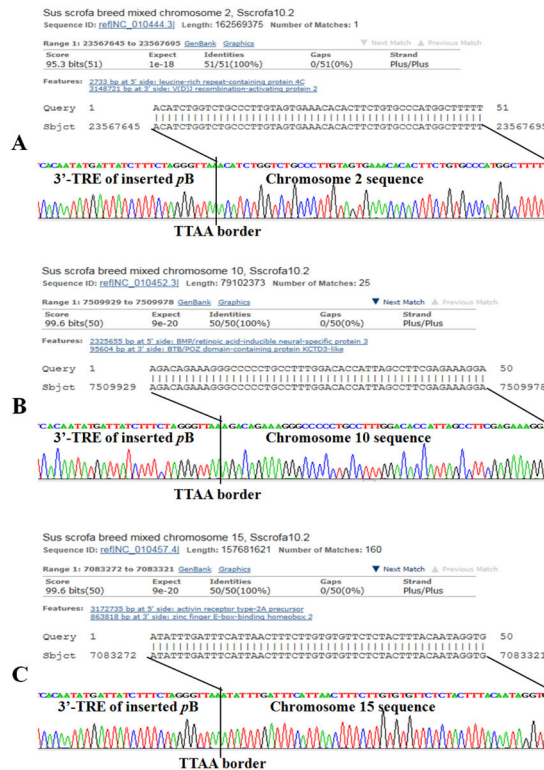 Sus scrofa breed mixed chromosome 2, Sscrofa10.2
Sequence ID: ref|NC_010444.3| Length: 162569375 Number of Matches: 1
Range 1: 23567645 to 23567695 GenBank Graphics Next Match Previous Match
Score Expect Identities Gaps Strand
95.3 bits(51) 1e-18 51/51(100%) 0/51(0%) Plus/Plus
Features: 2733 bp at 5' side: leucine-rich repeat-containing protein 4C
3148721 bp at 3' side: V(D)J recombination-activating protein 2
Query 1 ACATCTGGTCTGCCCTTGTAGTGAAACACACTTCTGTGCCCATGGCTTTTT 51
Sbjct 23567645 ACATCTGGTCTGCCCTTGTAGTGAAACACACTTCTGTGCCCATGGCTTTTT 23567695
A
CACAATATGATTATCTTTCTAGGGTTAAACATCTGGTCTGCCCTTGTAGTGAAACACACTTCTGTGCCCATGGCTTTTT
3'-TRE of inserted pB Chromosome 2 sequence
TTAA border
Sus scrofa breed mixed chromosome 10, Sscrofa10.2
Sequence ID: ref|NC_010452.3| Length: 79102373 Number of Matches: 25
Range 1: 7509929 to 7509978 GenBank Graphics Next Match Previous Match
Score Expect Identities Gaps Strand
99.6 bits(50) 9e-20 50/50(100%) 0/50(0%) Plus/Plus
Features: 2325655 bp at 5' side: BMP/retinoic acid-inducible neural-specific protein 3
95604 bp at 3' side: BTB/POZ domain-containing protein KCTD3-like
Query 1 AGACAGAAAGGGCCCCCTGCCTTTGGACACCATTAGCCTTCGAGAAAGGA 50
Sbjct 7509929 AGACAGAAAGGGCCCCCTGCCTTTGGACACCATTAGCCTTCGAGAAAGGA 7509978
B
CACAATATGATTATCTTTCTAGGGTTAAAGACAGAAAGGGCCCCCTGCCTTTGGACACCATTAGCCTTCGAGAAAGG
3'-TRE of inserted pB Chromosome 10 sequence
TTAA border
Sus scrofa breed mixed chromosome 15, Sscrofa10.2
Sequence ID: ref|NC_010457.4| Length: 157681621 Number of Matches: 160
Range 1: 7083272 to 7083321 GenBank Graphics Next Match Previous Match
Score Expect Identities Gaps Strand
99.6 bits(50) 9e-20 50/50(100%) 0/50(0%) Plus/Plus
Features: 3172735 bp at 5' side: activin receptor type-2A precursor
863818 bp at 3' side: zinc finger E-box-binding homeobox 2
Query 1 ATATTTGATTTCATTAACTTTCTTGTGTGTTCTCTACTTTACAATAGGTG 50
Sbjct 7083272 ATATTTGATTTCATTAACTTTCTTGTGTGTTCTCTACTTTACAATAGGTG 7083321
C
CACAATATGATTATCTTTCTAGGGTTAAATATTTGATTTCATTAACTTTCTTGTGTGTTCTCTACTTTACAATAGGTG
3'-TRE of inserted pB Chromosome 15 sequence
TTAA border